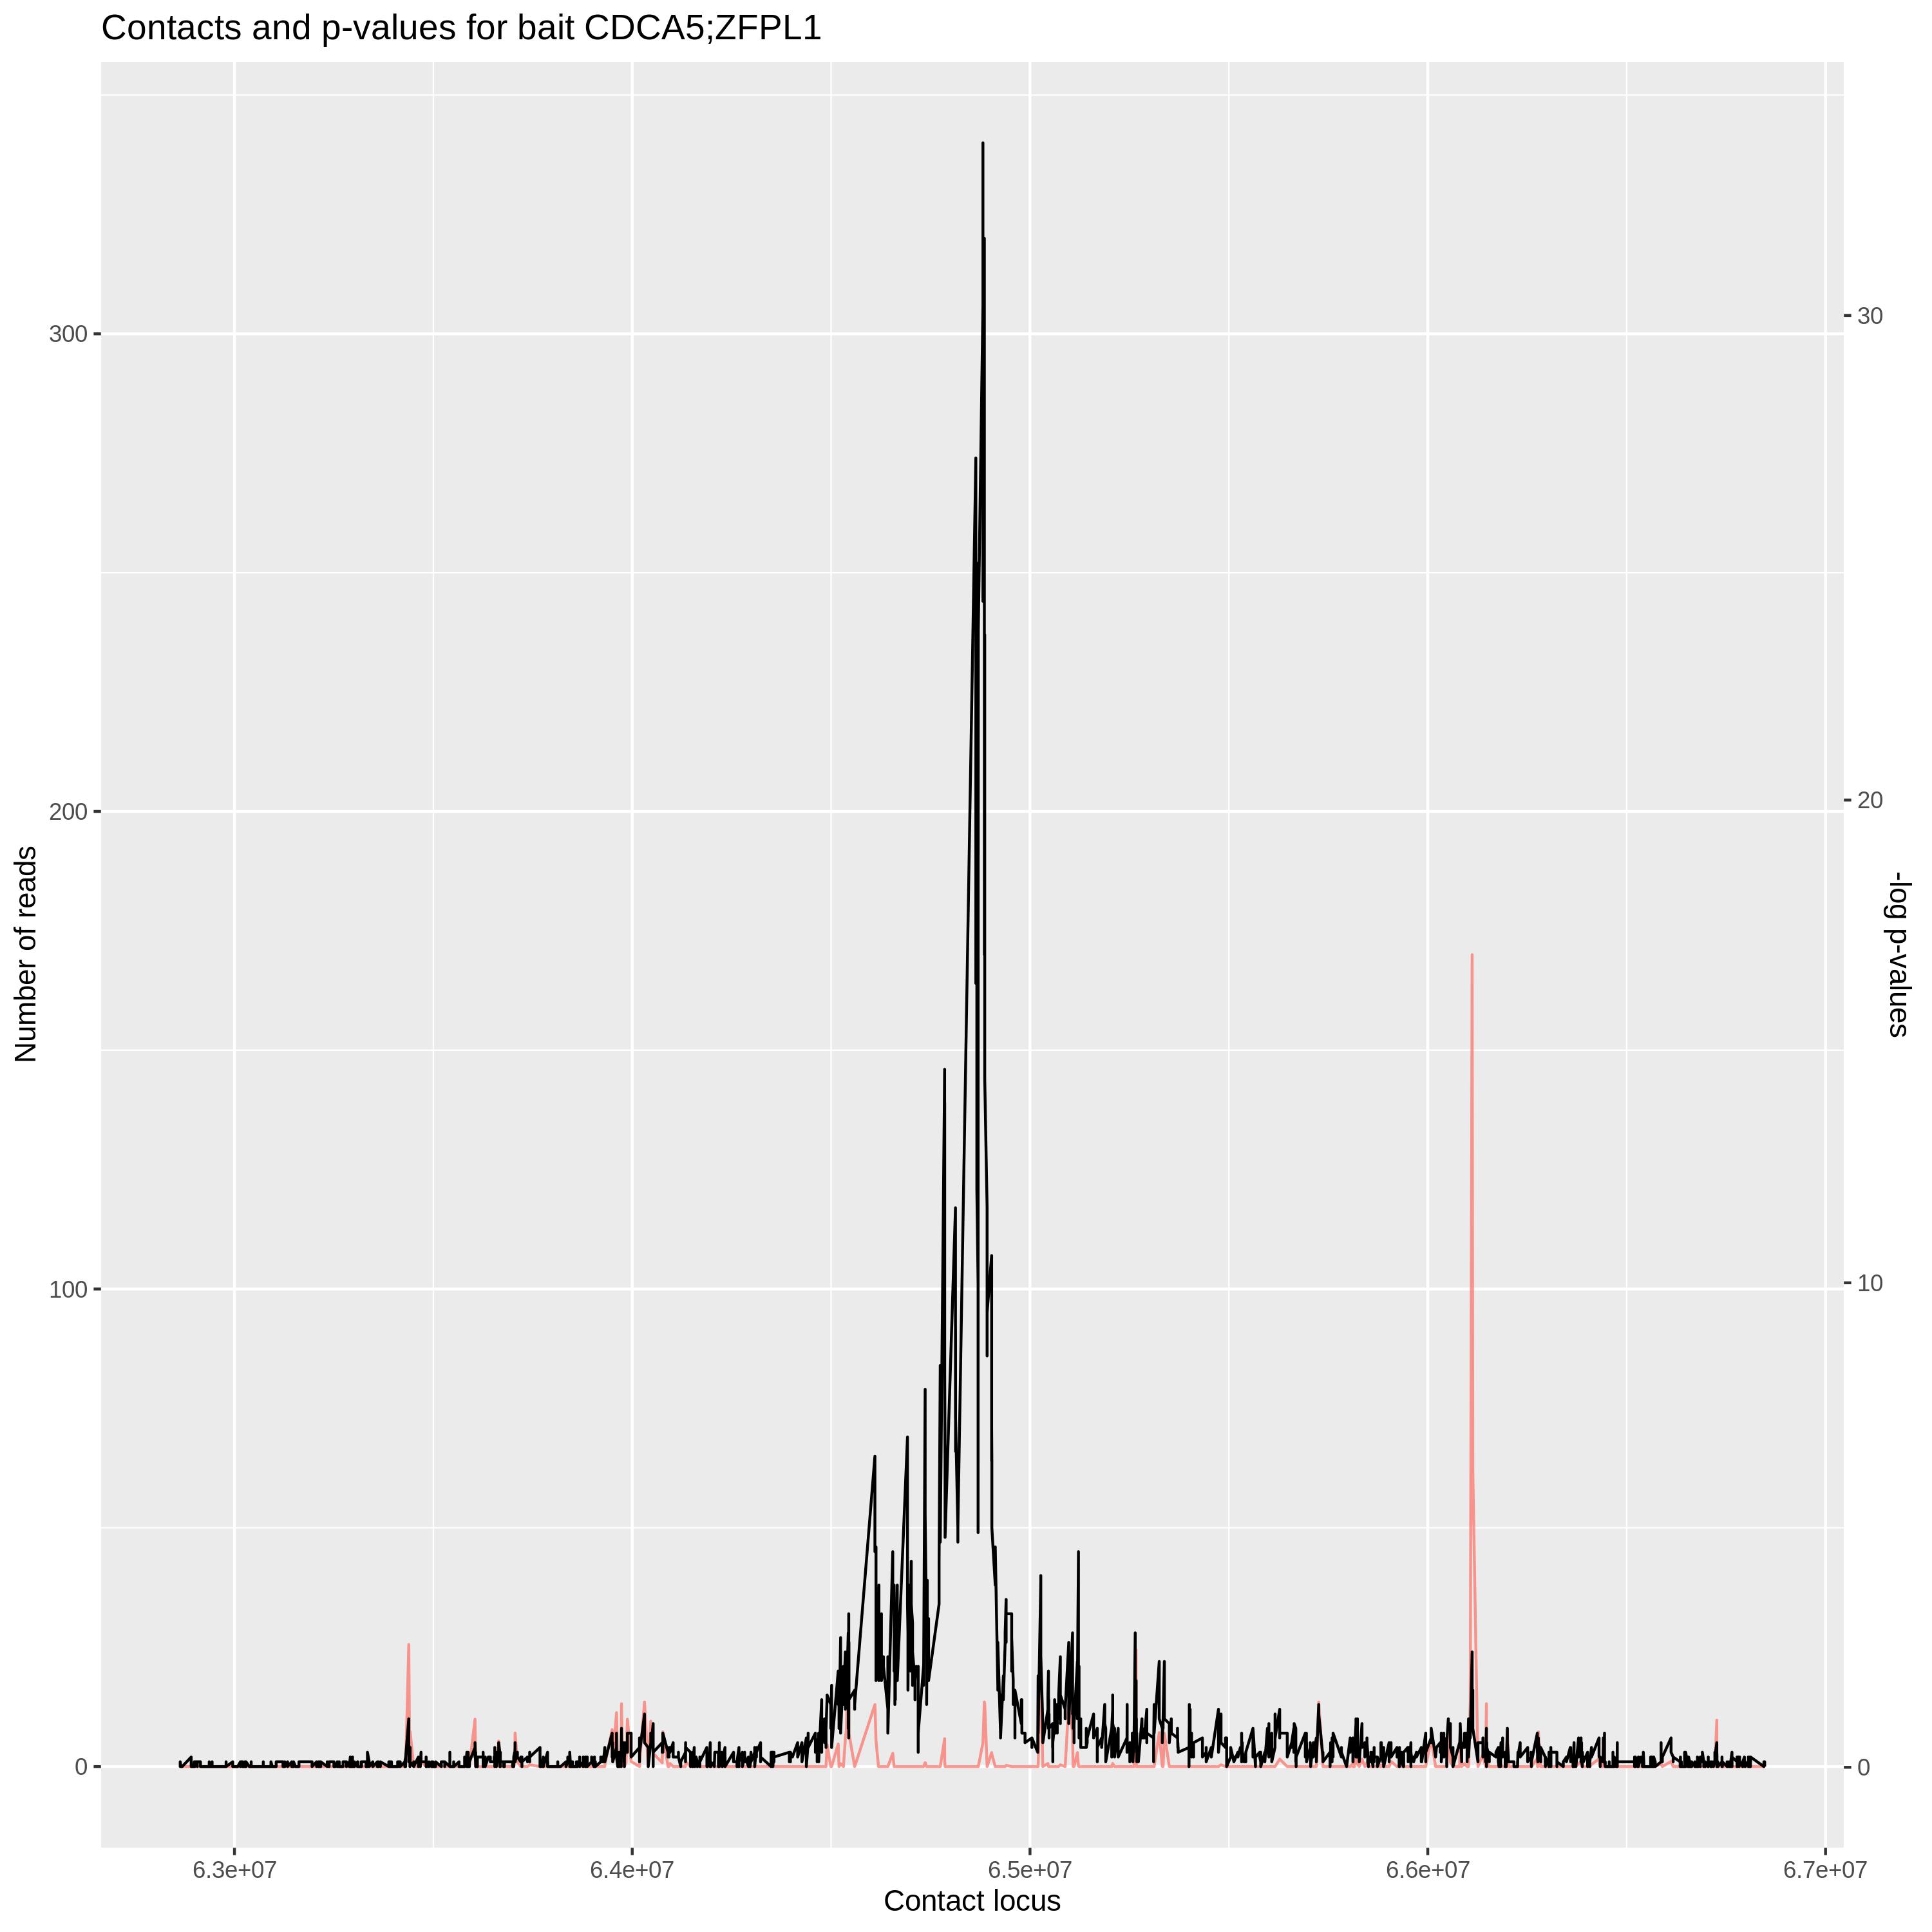 Contacts and p-values for bait CDCA5;ZFPL1
300
200
100
0
Number of reads
30
20
10
0
-log p-values
6.3e+07
6.4e+07
6.5e+07
6.6e+07
6.7e+07
Contact locus